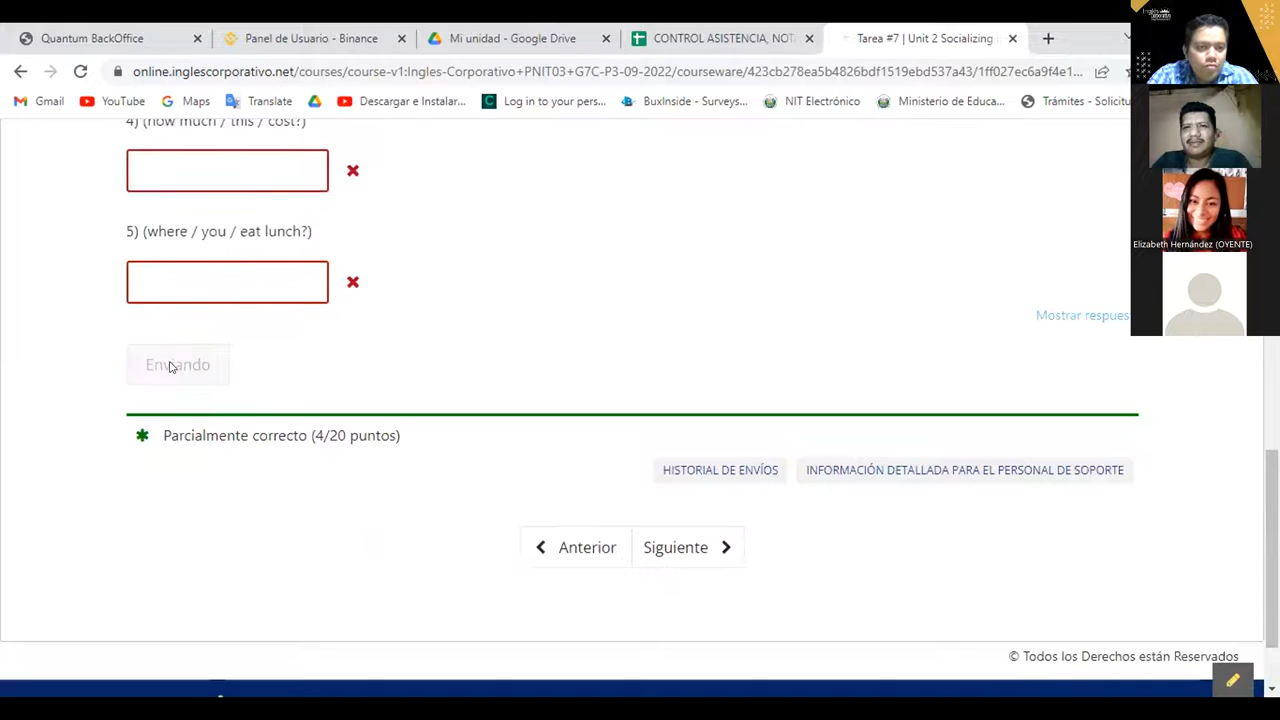 Quantum BackOffice
Panel de Usuario - Binance
Mi unidad - Google Drive
CONTROL ASISTENCIA, NOT
Tarea #7 | Unit 2 Socializing
online.inglescorporativo.net/courses/course-v1:Ingles-Corporativo+PNIT03+G7C-P3-09-2022/courseware/423cb278ea5b4826bdf1519ebd537a43/1ff027ec6a9f4e1...
Gmail
YouTube
Maps
Translate
Descarge e Instalar...
Log in to your pers...
BuxInside - Surveys...
NIT Electrónico
Ministerio de Educa...
Trámites - Solicitu
4) (how much / this / cost?)
5) (where / you / eat lunch?)
Elizabeth Hernández (OYENTE)
Mostrar respues
Enviando
Parcialmente correcto (4/20 puntos)
HISTORIAL DE ENVÍOS
INFORMACIÓN DETALLADA PARA EL PERSONAL DE SOPORTE
Anterior
Siguiente
© Todos los Derechos están Reservados